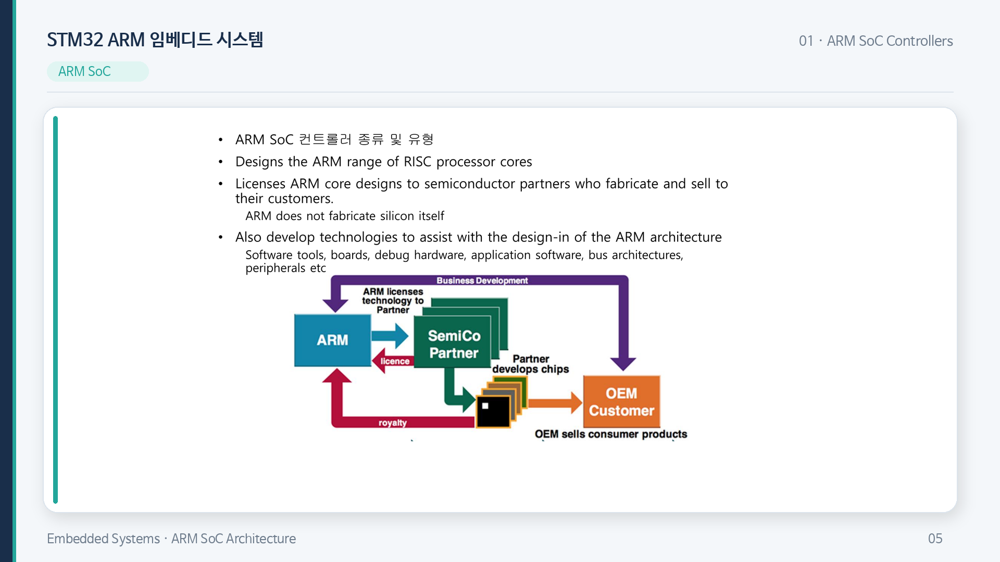 STM32 ARM 임베디드 시스템
01 · ARM SoC Controllers
ARM SoC
• ARM SoC 컨트롤러 종류 및 유형
• Designs the ARM range of RISC processor cores
• Licenses ARM core designs to semiconductor partners who fabricate and sell to
their customers.
ARM does not fabricate silicon itself
• Also develop technologies to assist with the design-in of the ARM architecture
Software tools, boards, debug hardware, application software, bus architectures,
peripherals etc
Business Development
ARM licenses
technology to
Partner
ARM
SemiCo
Partner
licence
Partner
develops chips
OEM
Customer
royalty
OEM sells consumer products
Embedded Systems · ARM SoC Architecture
05